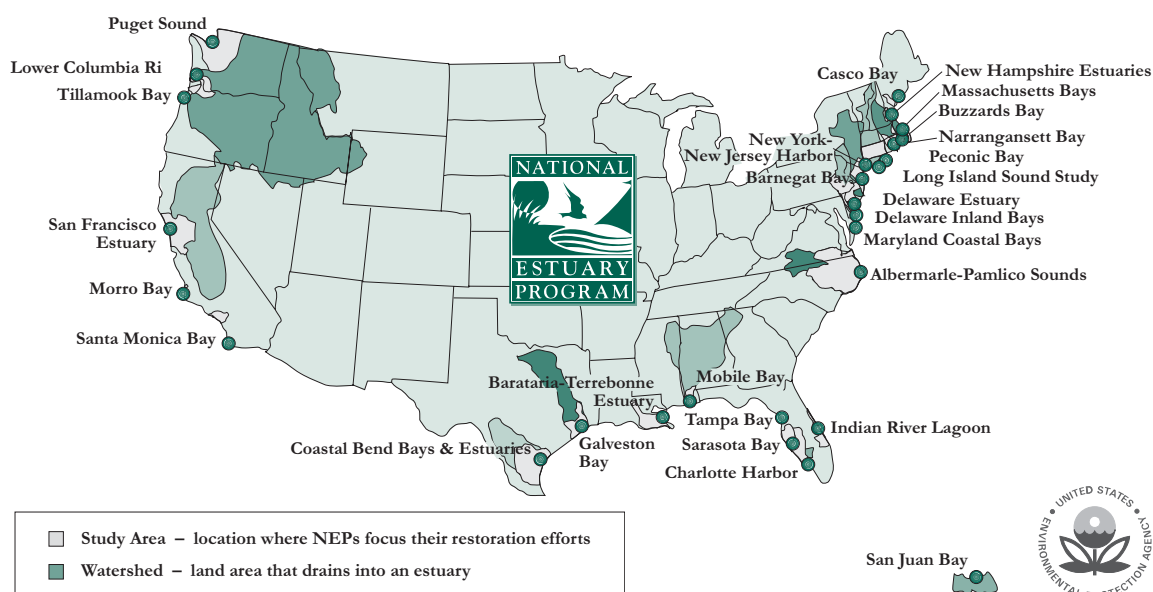 Puget Sound
Lower Columbia Ri
Tillamook Bay
San Francisco
Estuary
Morro Bay
Santa Monica Bay
NATIONAL
ESTUARY
PROGRAM
Casco Bay
New Hampshire Estuaries
Massachusetts Bays
Buzzards Bay
Narrangansett Bay
New York-
New Jersey Harbor
Peconic Bay
Long Island Sound Study
Barnegat Bays
Delaware Estuary
Delaware Inland Bays
Maryland Coastal Bays
Albermarle-Pamlico Sounds
Barataria-Terrebonne
Estuary
Mobile Bay
Tampa Bay
Indian River Lagoon
Sarasota Bay
Charlotte Harbor
Coastal Bend Bays & Estuaries
Galveston
Bay
Study Area – location where NEPs focus their restoration efforts
Watershed – land area that drains into an estuary
San Juan Bay
UNITED STATES
ENVIRONMENTAL PROTECTION AGENCY